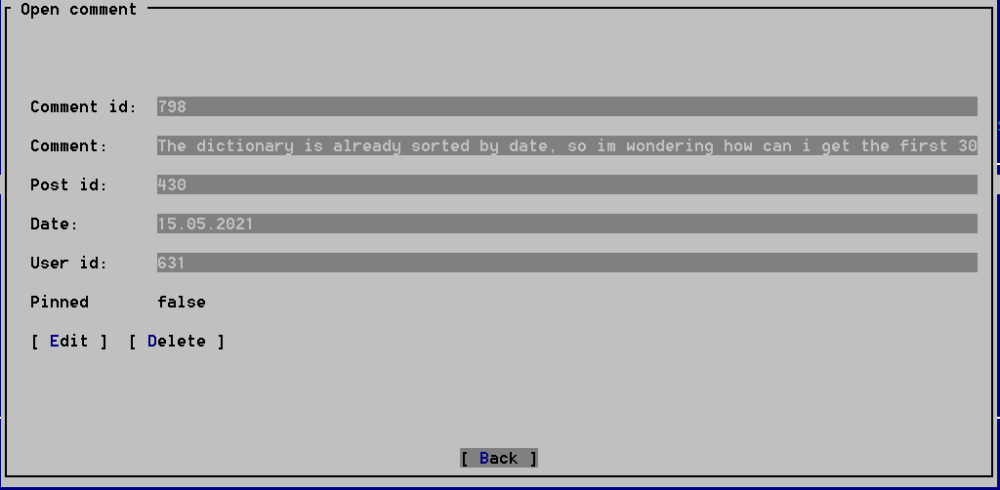 Open comment
Comment id: 798
Comment: The dictionary is already sorted by date, so im wondering how can i get the first 30
Post id: 430
Date: 15.05.2021
User id: 631
Pinned false
[ Edit ] [ Delete ]
[ Back ]